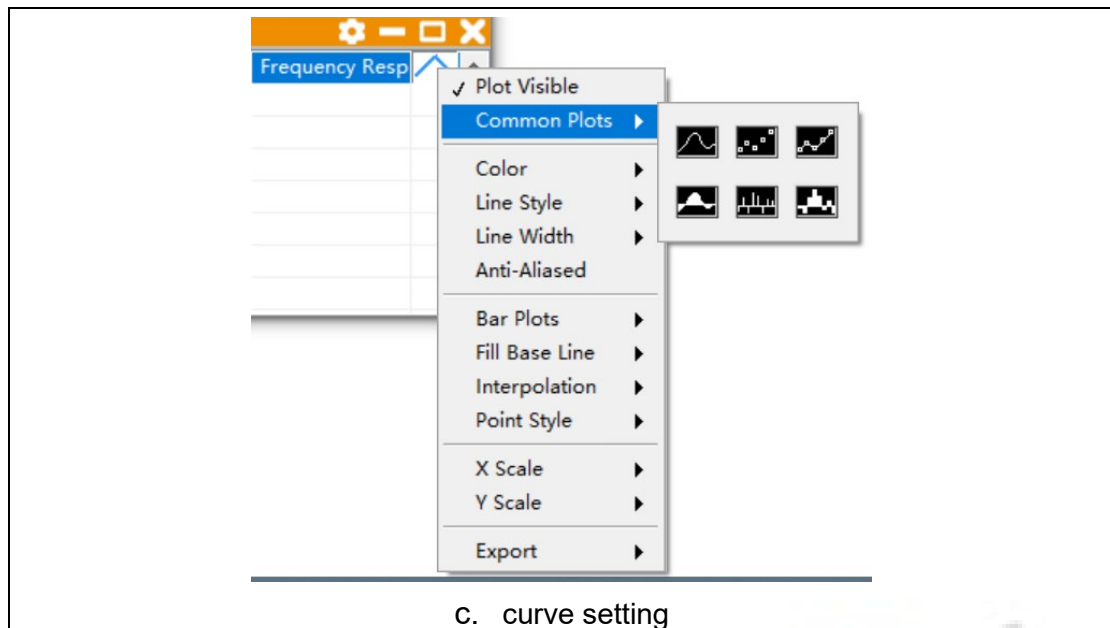 Frequency Resp
✓ Plot Visible
Common Plots
Color
Line Style
Line Width
Anti-Aliased
Bar Plots
Fill Base Line
Interpolation
Point Style
X Scale
Y Scale
Export
c. curve setting